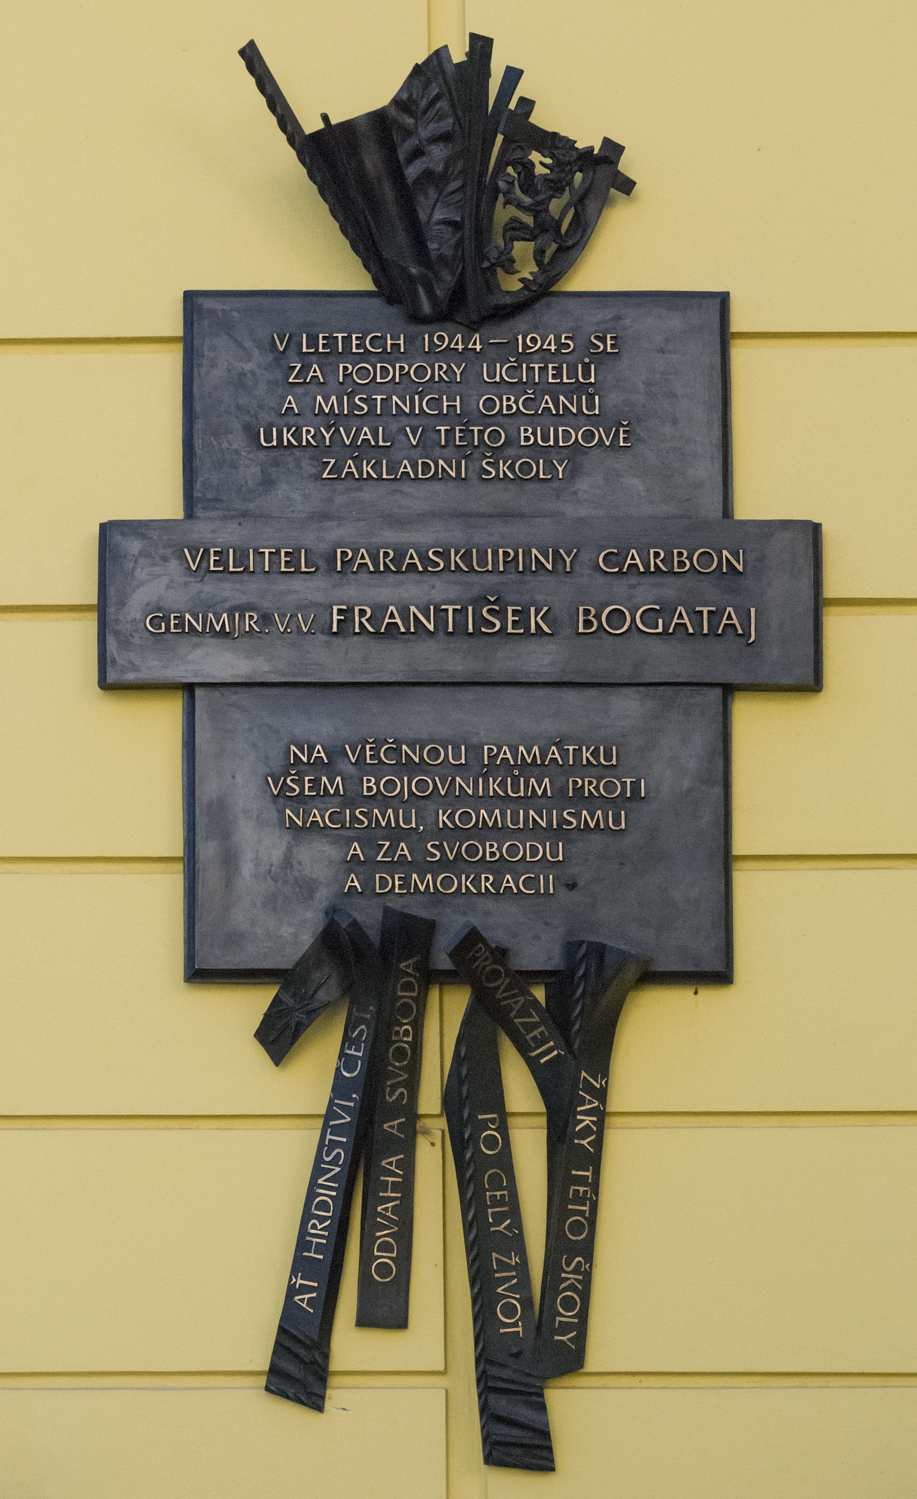 V LETECH 1944 – 1945 SE
ZA PODPORY UČITELŮ
A MÍSTNÍCH OBČANŮ
UKRÝVAL V TÉTO BUDOVĚ
ZÁKLADNÍ ŠKOLY
VELITEL PARASKUPINY CARBON
GENMJR.V.V. FRANTIŠEK BOGATAJ
NA VĚČNOU PAMÁTKU
VŠEM BOJOVNÍKŮM PROTI
NACISMU, KOMUNISMU
A ZA SVOBODU
A DEMOKRACII
AŤ HRDINSTVÍ, ČEST,
ODVAHA A SVOBODA
PROVÁZEJÍ
ŽÁKY TÉTO ŠKOLY
PO CELÝ ŽIVOT